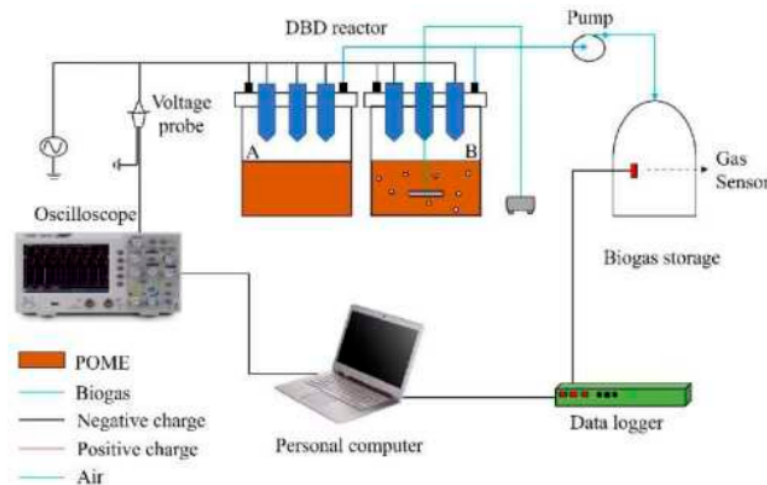 Pump
DBD reactor
Voltage
probe
A
B
Gas
Sensor
Oscilloscope
Biogas storage
POME
Biogas
Negative charge
Positive charge
Air
Personal computer
Data logger